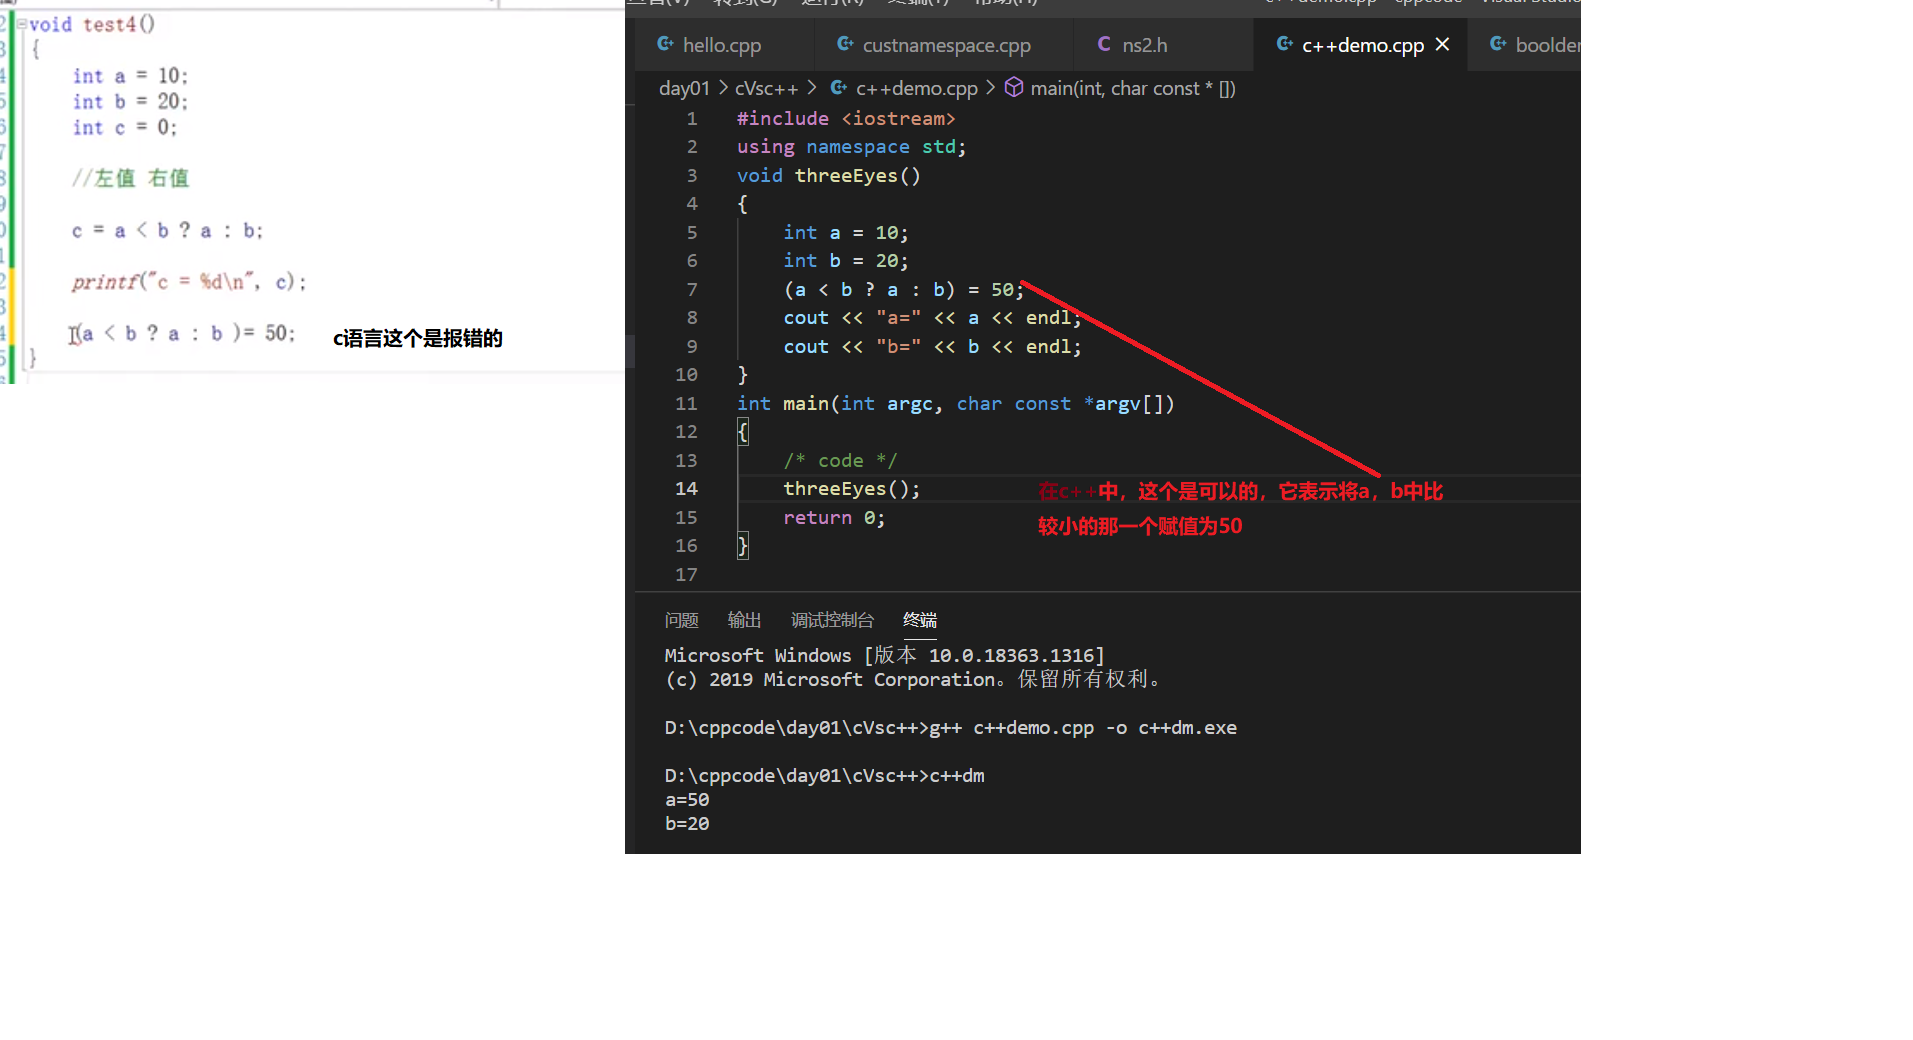 void test4()
{
int a = 10;
int b = 20;
int c = 0;
//左值 右值
c = a < b ? a : b;
printf("c = %d\n", c);
(a < b ? a : b )= 50;
c语言这个是报错的
}
hello.cpp
custnamespace.cpp
C ns2.h
c++demo.cpp ×
boolder
day01 > cVsc++ > c++demo.cpp > main(int, char const * [])
1 #include <iostream>
2 using namespace std;
3 void threeEyes()
4 {
5 int a = 10;
6 int b = 20;
7 (a < b ? a : b) = 50;
8 cout << "a=" << a << endl;
9 cout << "b=" << b << endl;
10 }
11 int main(int argc, char const *argv[])
12 {
13 /* code */
14 threeEyes();
15 return 0;
16 }
17
在c++中，这个是可以的，它表示将a，b中比
较小的那一个赋值为50
问题 输出 调试控制台 终端
Microsoft Windows [版本 10.0.18363.1316]
(c) 2019 Microsoft Corporation。保留所有权利。
D:\cppcode\day01\cVsc++>g++ c++demo.cpp -o c++dm.exe
D:\cppcode\day01\cVsc++>c++dm
a=50
b=20